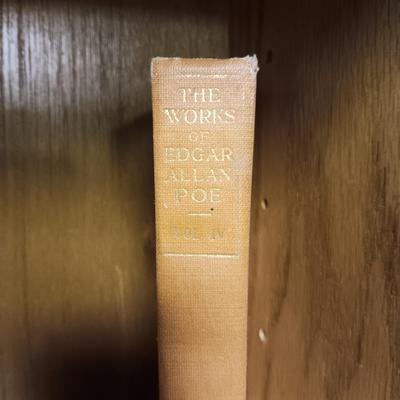 THE
WORKS
OF
EDGAR
ALLAN
POE
VOL IV